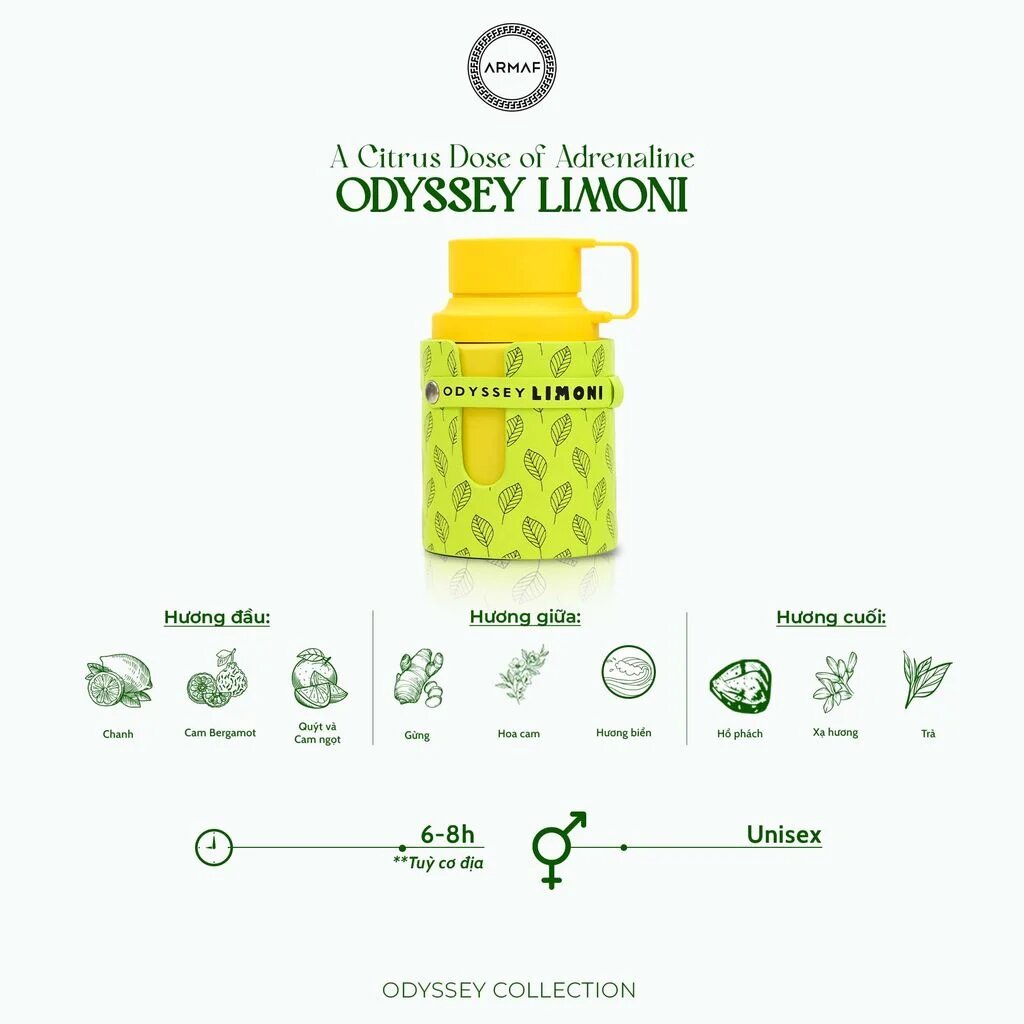 ARMAF
A Citrus Dose of Adrenaline
ODYSSEY LIMONI
ODYSSEY LIMONI
Hương đầu:
Chanh
Cam Bergamot
Quýt và
Cam ngọt
Hương giữa:
Gừng
Hoa cam
Hương biển
Hương cuối:
Hổ phách
Xạ hương
Trà
6-8h
**Tuỳ cơ địa
Unisex
ODYSSEY COLLECTION